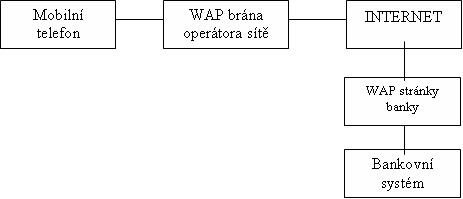 Mobilní
telefon
WAP brána
operátora sítě
INTERNET
WAP stránky
banky
Bankovní
systém